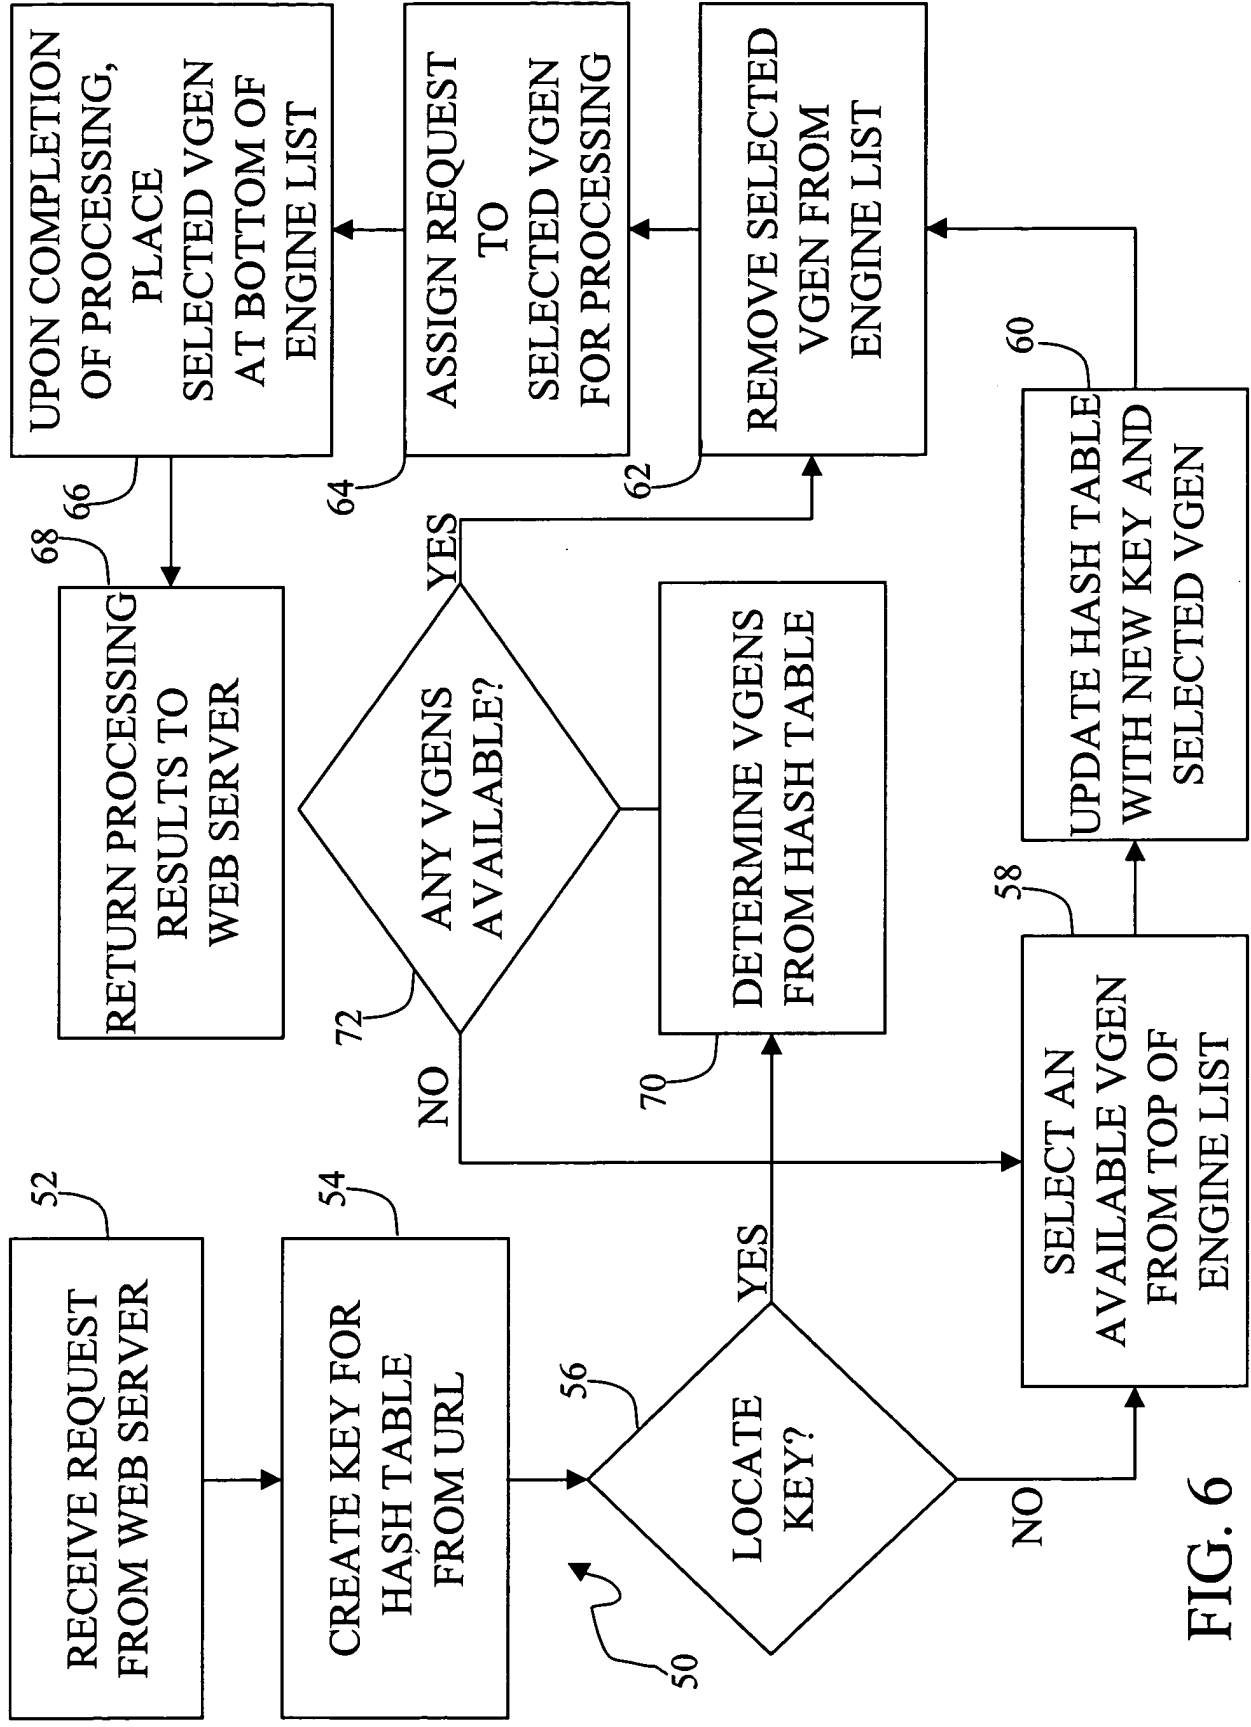 52
RECEIVE REQUEST
FROM WEB SERVER
54
CREATE KEY FOR
HASH TABLE
FROM URL
56
LOCATE
KEY?
YES
NO
50
58
SELECT AN
AVAILABLE VGEN
FROM TOP OF
ENGINE LIST
60
UPDATE HASH TABLE
WITH NEW KEY AND
SELECTED VGEN
70
DETERMINE VGENS
FROM HASH TABLE
72
ANY VGENS
AVAILABLE?
NO
YES
62
REMOVE SELECTED
VGEN FROM
ENGINE LIST
64
ASSIGN REQUEST
TO
SELECTED VGEN
FOR PROCESSING
66
UPON COMPLETION
OF PROCESSING,
PLACE
SELECTED VGEN
AT BOTTOM OF
ENGINE LIST
68
RETURN PROCESSING
RESULTS TO
WEB SERVER
FIG. 6